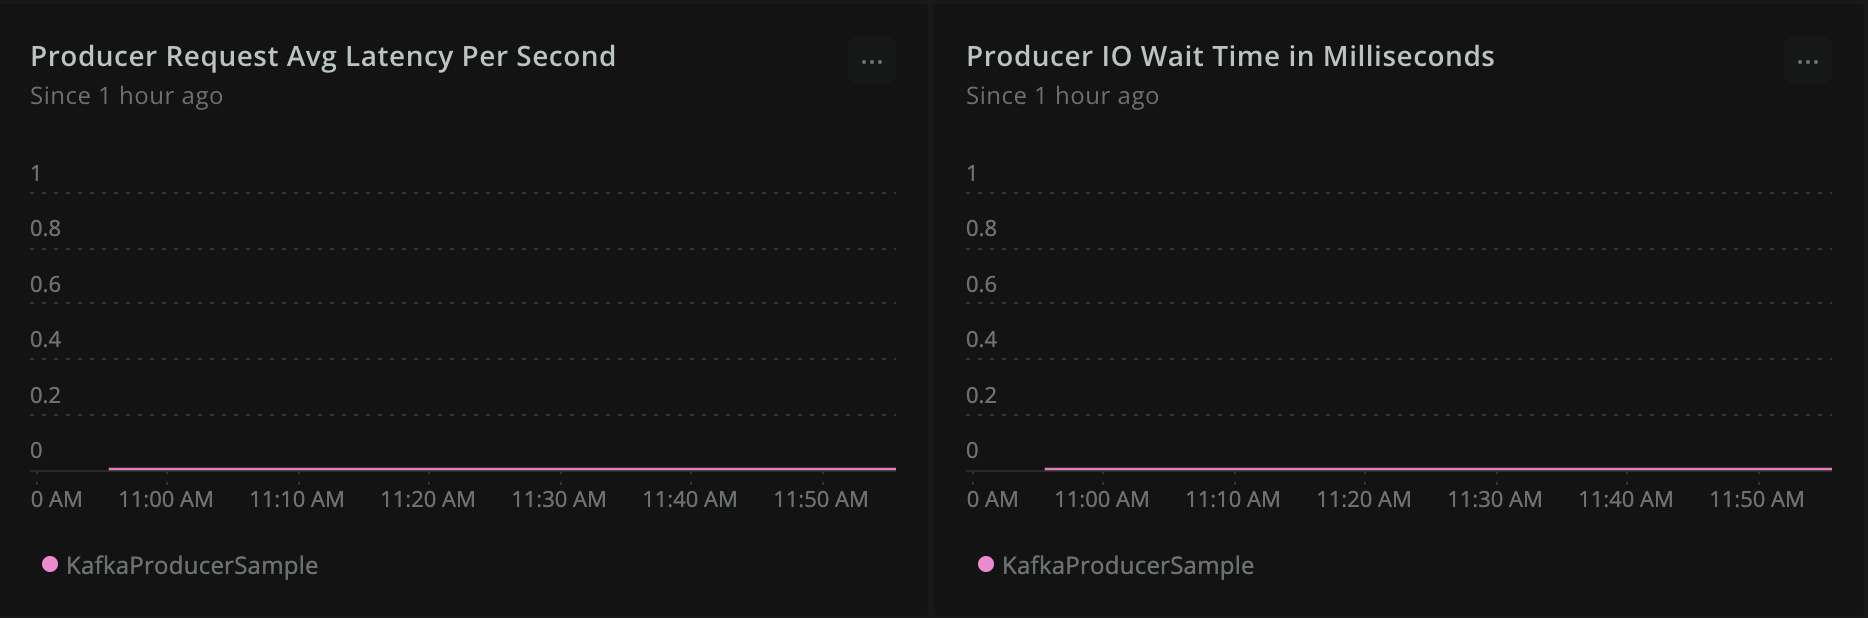 Producer Request Avg Latency Per Second
Since 1 hour ago
1
0.8
0.6
0.4
0.2
0
0 AM 11:00 AM 11:10 AM 11:20 AM 11:30 AM 11:40 AM 11:50 AM
KafkaProducerSample
Producer IO Wait Time in Milliseconds
Since 1 hour ago
1
0.8
0.6
0.4
0.2
0
0 AM 11:00 AM 11:10 AM 11:20 AM 11:30 AM 11:40 AM 11:50 AM
KafkaProducerSample